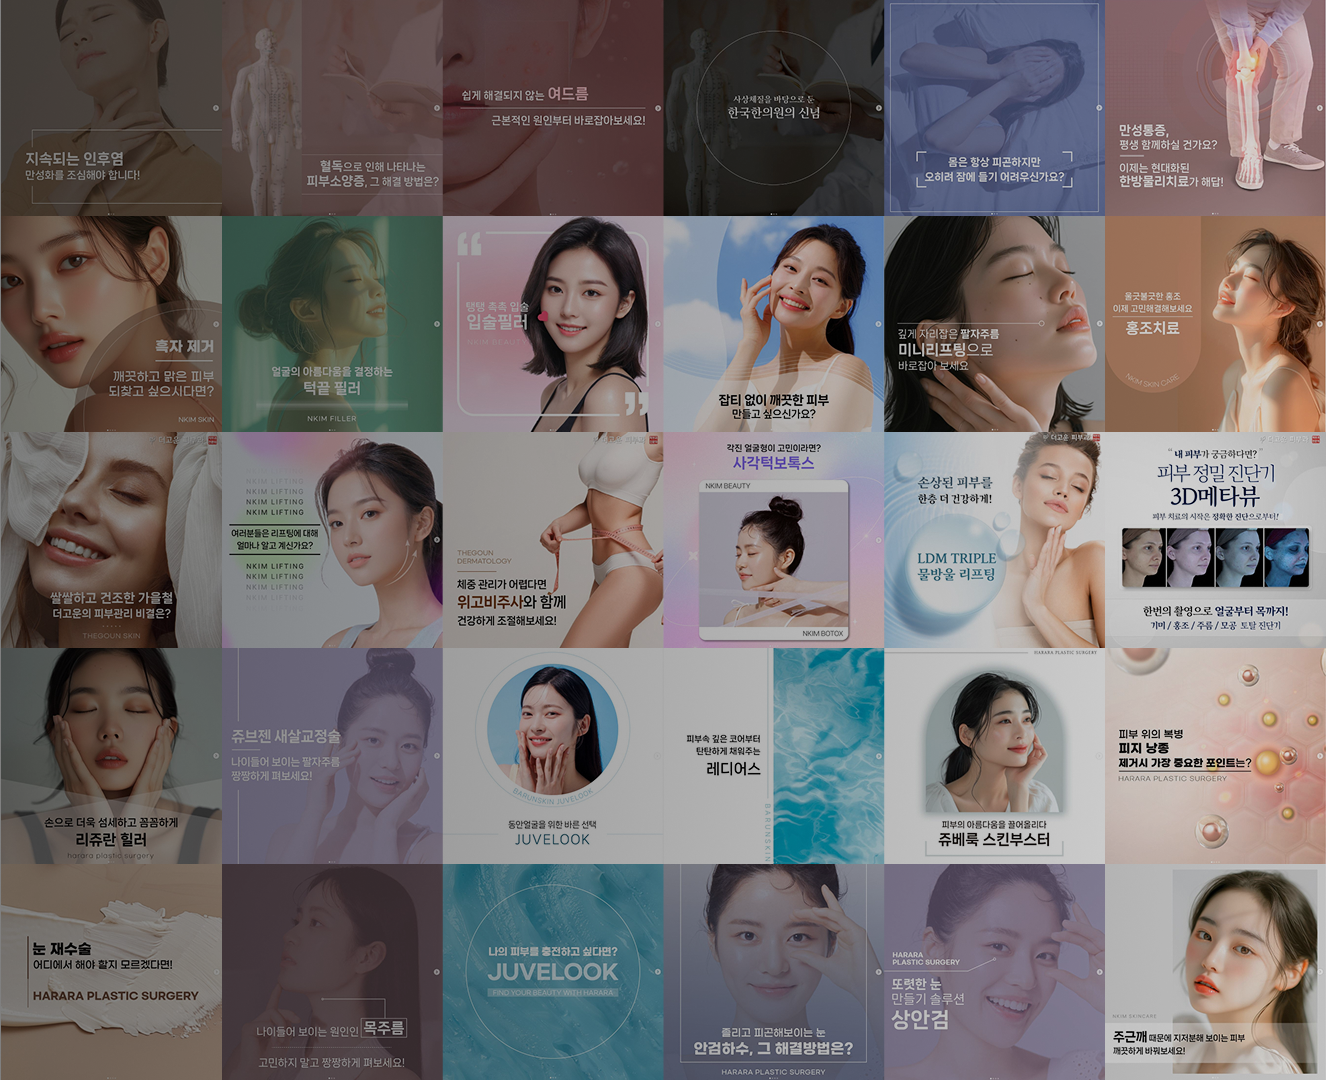 지속되는 인후염
만성화를 조심해야 합니다!
혈독으로 인해 나타나는
피부소양증, 그 해결 방법은?
쉽게 해결되지 않는 여드름
근본적인 원인부터 바로잡아보세요!
사상체질을 바탕으로 둔
한국한의원의 신념
몸은 항상 피곤하지만
오히려 잠에 들기 어려우신가요?
만성통증,
평생 함께하실 건가요?
이제는 현대화된
한방물리치료가 해답!
흑자 제거
깨끗하고 맑은 피부
되찾고 싶으시다면?
NKIM SKIN
얼굴의 아름다움을 결정하는
턱끝 필러
NKIM FILLER
탱탱 촉촉 입술
입술필러
NKIM BEAUTY
잡티 없이 깨끗한 피부
만들고 싶으신가요?
깊게 자리잡은 팔자주름
미니리프팅으로
바로잡아 보세요
울긋불긋한 홍조
이제 고민해결해보세요
홍조치료
NKIM SKIN CARE
더고운 피부과
쌀쌀하고 건조한 가을철
더고운의 피부관리 비결은?
THEGOUN SKIN
NKIM LIFTING
NKIM LIFTING
NKIM LIFTING
NKIM LIFTING
여러분들은 리프팅에 대해
얼마나 알고 계신가요?
NKIM LIFTING
NKIM LIFTING
NKIM LIFTING
NKIM LIFTING
더고운 피부과
THEGOUN
DERMATOLOGY
체중 관리가 어렵다면
위고비주사와 함께
건강하게 조절해보세요!
각진 얼굴형이 고민이라면?
사각턱보톡스
NKIM BEAUTY
NKIM BOTOX
더고운 피부과
손상된 피부를
한층 더 건강하게!
LDM TRIPLE
물방울 리프팅
더고운 피부과
"내 피부가 궁금하다면?"
피부 정밀 진단기
3D메타뷰
피부 치료의 시작은 정확한 진단으로부터!
한번의 촬영으로 얼굴부터 목까지!
기미 / 홍조 / 주름 / 모공 토탈 진단기
손으로 더욱 섬세하고 꼼꼼하게
리쥬란 힐러
harara plastic surgery
쥬브젠 새살교정술
나이들어 보이는 팔자주름
짱짱하게 펴보세요!
BARUNSKIN JUVELOOK
동안얼굴을 위한 바른 선택
JUVELOOK
피부속 깊은 코어부터
탄탄하게 채워주는
레디어스
BARUNSKIN
HARARA PLASTIC SURGERY
피부의 아름다움을 끌어올리다
쥬베룩 스킨부스터
피부 위의 복병
피지 낭종
제거시 가장 중요한 포인트는?
HARARA PLASTIC SURGERY
눈 재수술
어디에서 해야 할지 모르겠다면!
HARARA PLASTIC SURGERY
나이들어 보이는 원인인 목주름
고민하지 말고 짱짱하게 펴보세요!
나의 피부를 충전하고 싶다면?
JUVELOOK
FIND YOUR BEAUTY WITH HARARA
졸리고 피곤해보이는 눈
안검하수, 그 해결방법은?
HARARA PLASTIC SURGERY
HARARA
PLASTIC SURGERY
또렷한 눈
만들기 솔루션
상안검
NKIM SKINCARE
주근깨 때문에 지저분해 보이는 피부
깨끗하게 바꿔보세요!